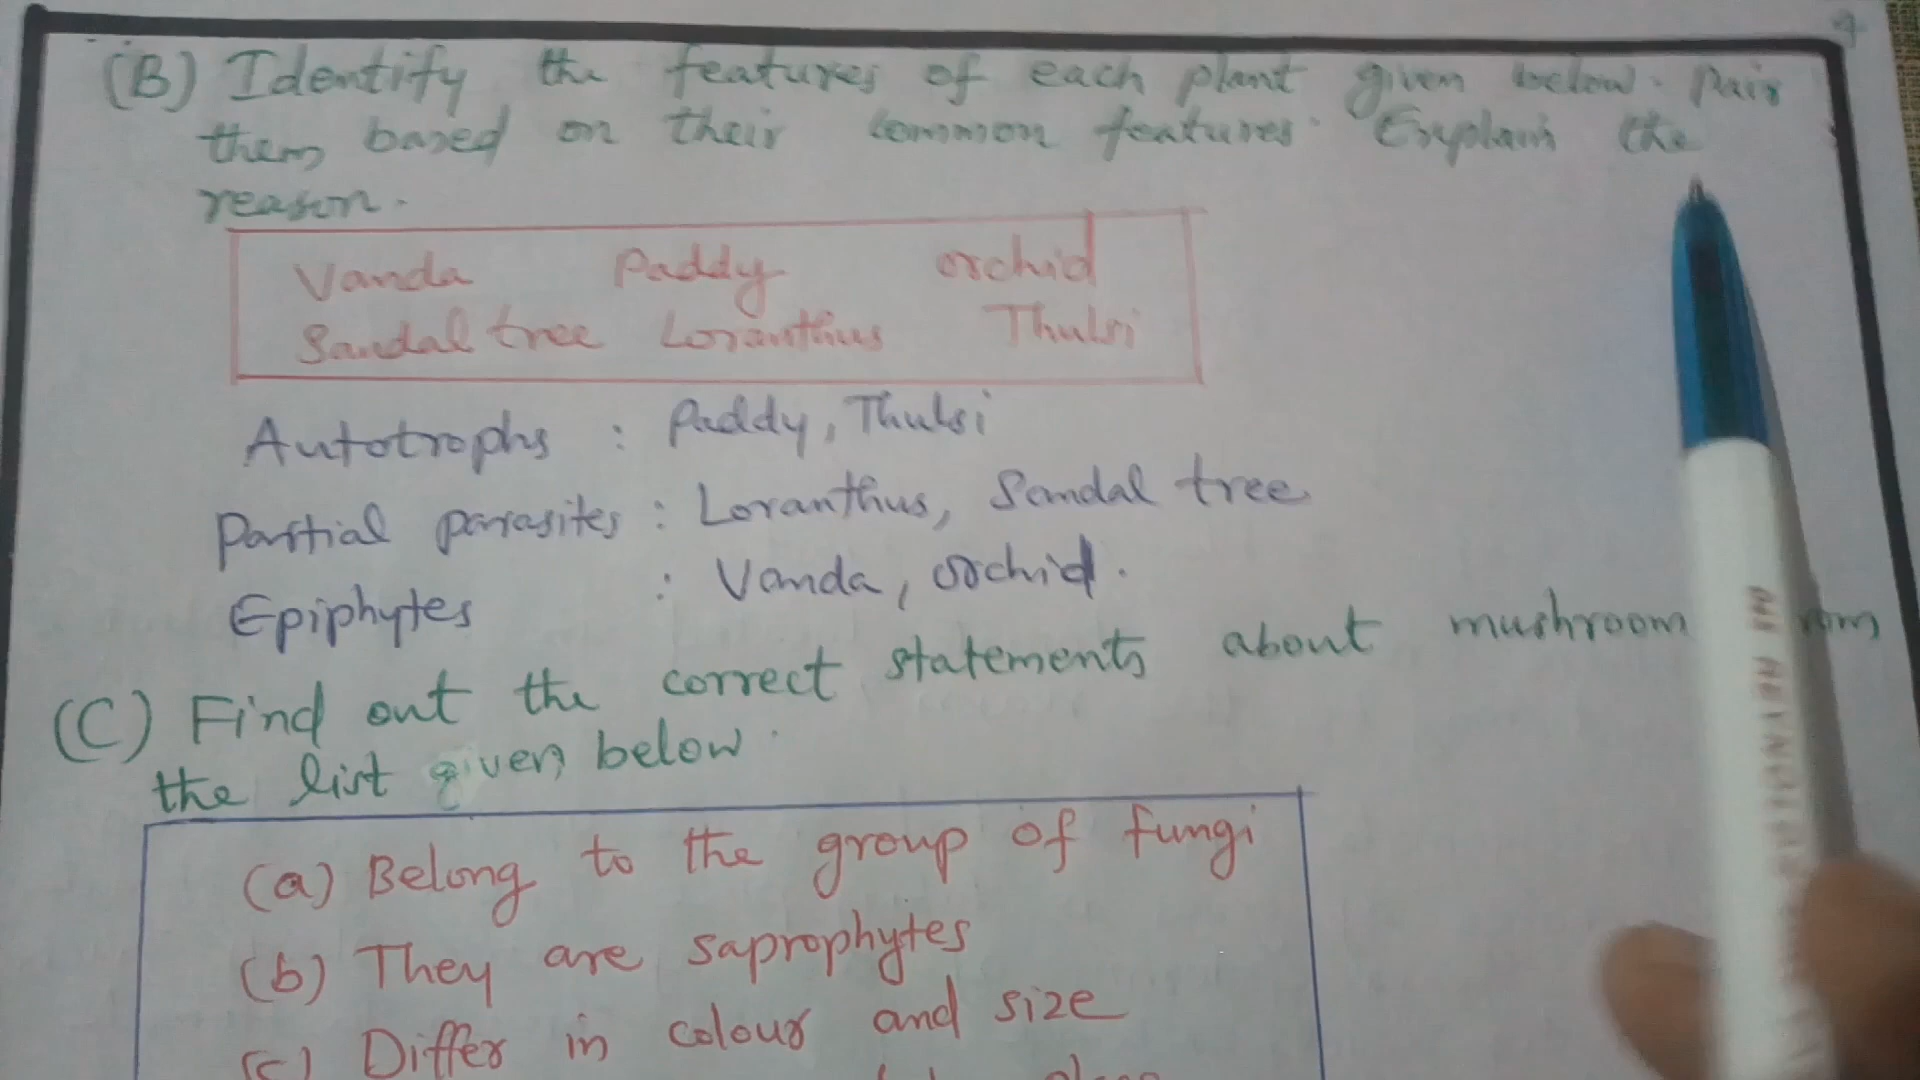 4
(B) Identify the features of each plant given below. Pair
them based on their common features. Explain the
reason.
Vanda Paddy orchid
Sandal tree Loranthus Thulsi
Autotrophs : Paddy, Thulsi
Partial parasites : Loranthus, Sandal tree
Epiphytes : Vanda, orchid.
(C) Find out the correct statements about mushroom
the list given below.
(a) Belong to the group of fungi
(b) They are saprophytes
(c) Differ in colour and size